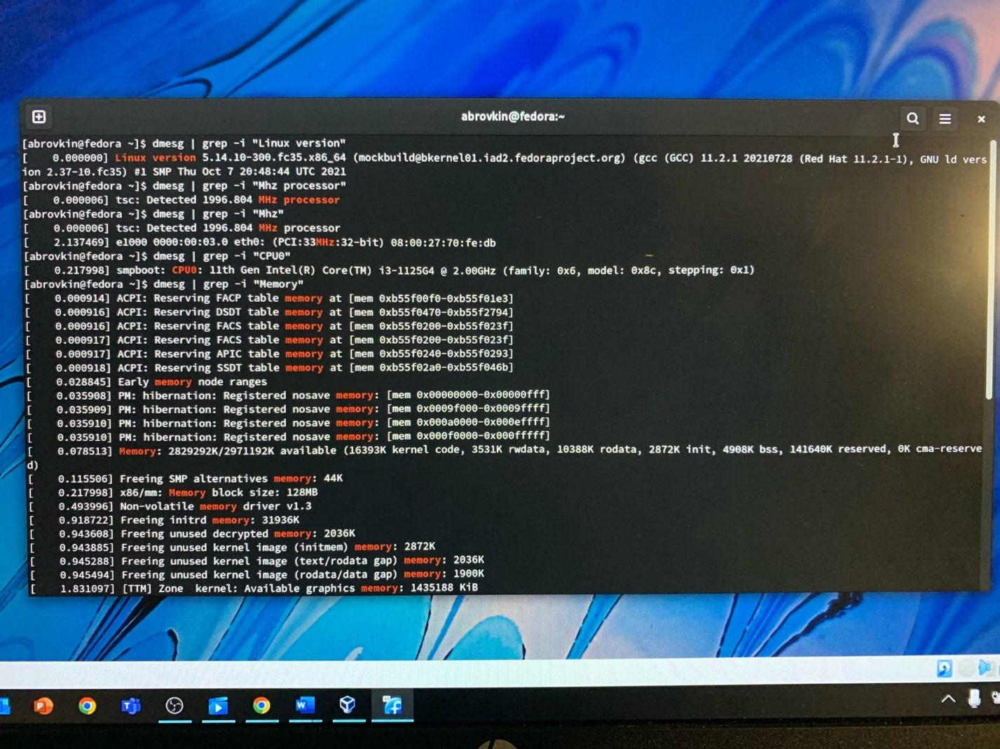 abrovkin@fedora:~
[abrovkin@fedora ~]$ dmesg | grep -i "Linux version"
[    0.000000] Linux version 5.14.10-300.fc35.x86_64 (mockbuild@bkernel01.iad2.fedoraproject.org) (gcc (GCC) 11.2.1 20210728 (Red Hat 11.2.1-1), GNU ld vers
ion 2.37-10.fc35) #1 SMP Thu Oct 7 20:48:44 UTC 2021
[abrovkin@fedora ~]$ dmesg | grep -i "Mhz processor"
[    0.000006] tsc: Detected 1996.804 MHz processor
[abrovkin@fedora ~]$ dmesg | grep -i "Mhz"
[    0.000006] tsc: Detected 1996.804 MHz processor
[    2.137469] e1000 0000:00:03.0 eth0: (PCI:33MHz:32-bit) 08:00:27:70:fe:db
[abrovkin@fedora ~]$ dmesg | grep -i "CPU0"
[    0.217998] smpboot: CPU0: 11th Gen Intel(R) Core(TM) i3-1125G4 @ 2.00GHz (family: 0x6, model: 0x8c, stepping: 0x1)
[abrovkin@fedora ~]$ dmesg | grep -i "Memory"
[    0.000914] ACPI: Reserving FACP table memory at [mem 0xb55f00f0-0xb55f01e3]
[    0.000916] ACPI: Reserving DSDT table memory at [mem 0xb55f0470-0xb55f2794]
[    0.000916] ACPI: Reserving FACS table memory at [mem 0xb55f0200-0xb55f023f]
[    0.000917] ACPI: Reserving FACS table memory at [mem 0xb55f0200-0xb55f023f]
[    0.000917] ACPI: Reserving APIC table memory at [mem 0xb55f0240-0xb55f0293]
[    0.000918] ACPI: Reserving SSDT table memory at [mem 0xb55f02a0-0xb55f046b]
[    0.028845] Early memory node ranges
[    0.035908] PM: hibernation: Registered nosave memory: [mem 0x00000000-0x00000fff]
[    0.035909] PM: hibernation: Registered nosave memory: [mem 0x0009f000-0x0009ffff]
[    0.035910] PM: hibernation: Registered nosave memory: [mem 0x000a0000-0x000effff]
[    0.035910] PM: hibernation: Registered nosave memory: [mem 0x000f0000-0x000fffff]
[    0.078513] Memory: 2829292K/2971192K available (16393K kernel code, 3531K rwdata, 10388K rodata, 2872K init, 4908K bss, 141640K reserved, 0K cma-reserve
d)
[    0.115506] Freeing SMP alternatives memory: 44K
[    0.217998] x86/mm: Memory block size: 128MB
[    0.493996] Non-volatile memory driver v1.3
[    0.918722] Freeing initrd memory: 31936K
[    0.943608] Freeing unused decrypted memory: 2036K
[    0.943885] Freeing unused kernel image (initmem) memory: 2872K
[    0.945288] Freeing unused kernel image (text/rodata gap) memory: 2036K
[    0.945494] Freeing unused kernel image (rodata/data gap) memory: 1900K
[    1.831097] [TTM] Zone  kernel: Available graphics memory: 1435188 KiB